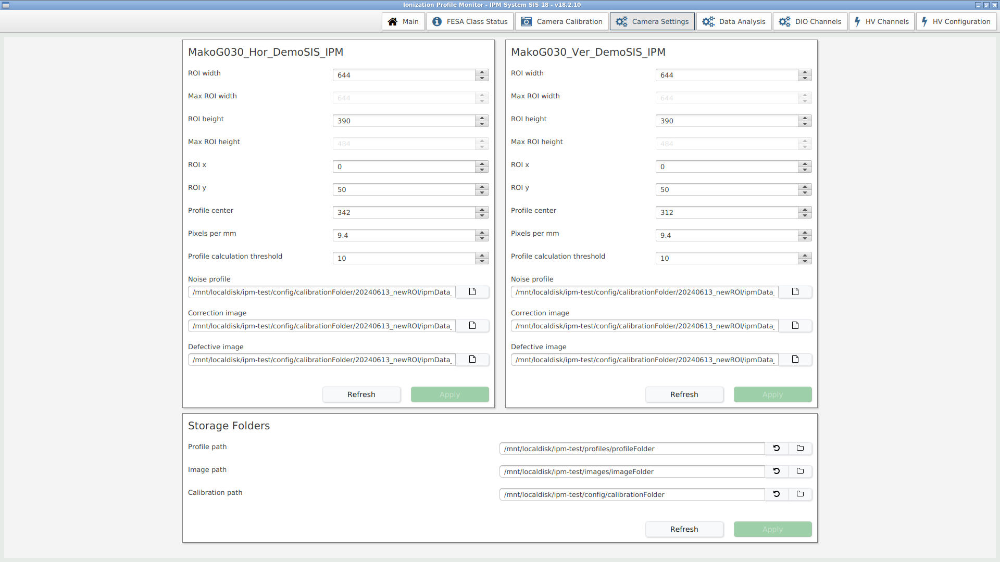 Ionization Profile Monitor - IPM System SIS 18 - v18.2.10
Main FESA Class Status Camera Calibration Camera Settings Data Analysis DIO Channels HV Channels HV Configuration
MakoG030_Hor_DemoSIS_IPM
ROI width 644
Max ROI width 644
ROI height 390
Max ROI height 484
ROI x 0
ROI y 50
Profile center 342
Pixels per mm 9.4
Profile calculation threshold 10
Noise profile
/mnt/localdisk/ipm-test/config/calibrationFolder/20240613_newROI/ipmData_
Correction image
/mnt/localdisk/ipm-test/config/calibrationFolder/20240613_newROI/ipmData_
Defective image
/mnt/localdisk/ipm-test/config/calibrationFolder/20240613_newROI/ipmData_
Refresh Apply
MakoG030_Ver_DemoSIS_IPM
ROI width 644
Max ROI width 644
ROI height 390
Max ROI height 484
ROI x 0
ROI y 50
Profile center 312
Pixels per mm 9.4
Profile calculation threshold 10
Noise profile
/mnt/localdisk/ipm-test/config/calibrationFolder/20240613_newROI/ipmData_
Correction image
/mnt/localdisk/ipm-test/config/calibrationFolder/20240613_newROI/ipmData_
Defective image
/mnt/localdisk/ipm-test/config/calibrationFolder/20240613_newROI/ipmData_
Refresh Apply
Storage Folders
Profile path /mnt/localdisk/ipm-test/profiles/profileFolder
Image path /mnt/localdisk/ipm-test/images/imageFolder
Calibration path /mnt/localdisk/ipm-test/config/calibrationFolder
Refresh Apply